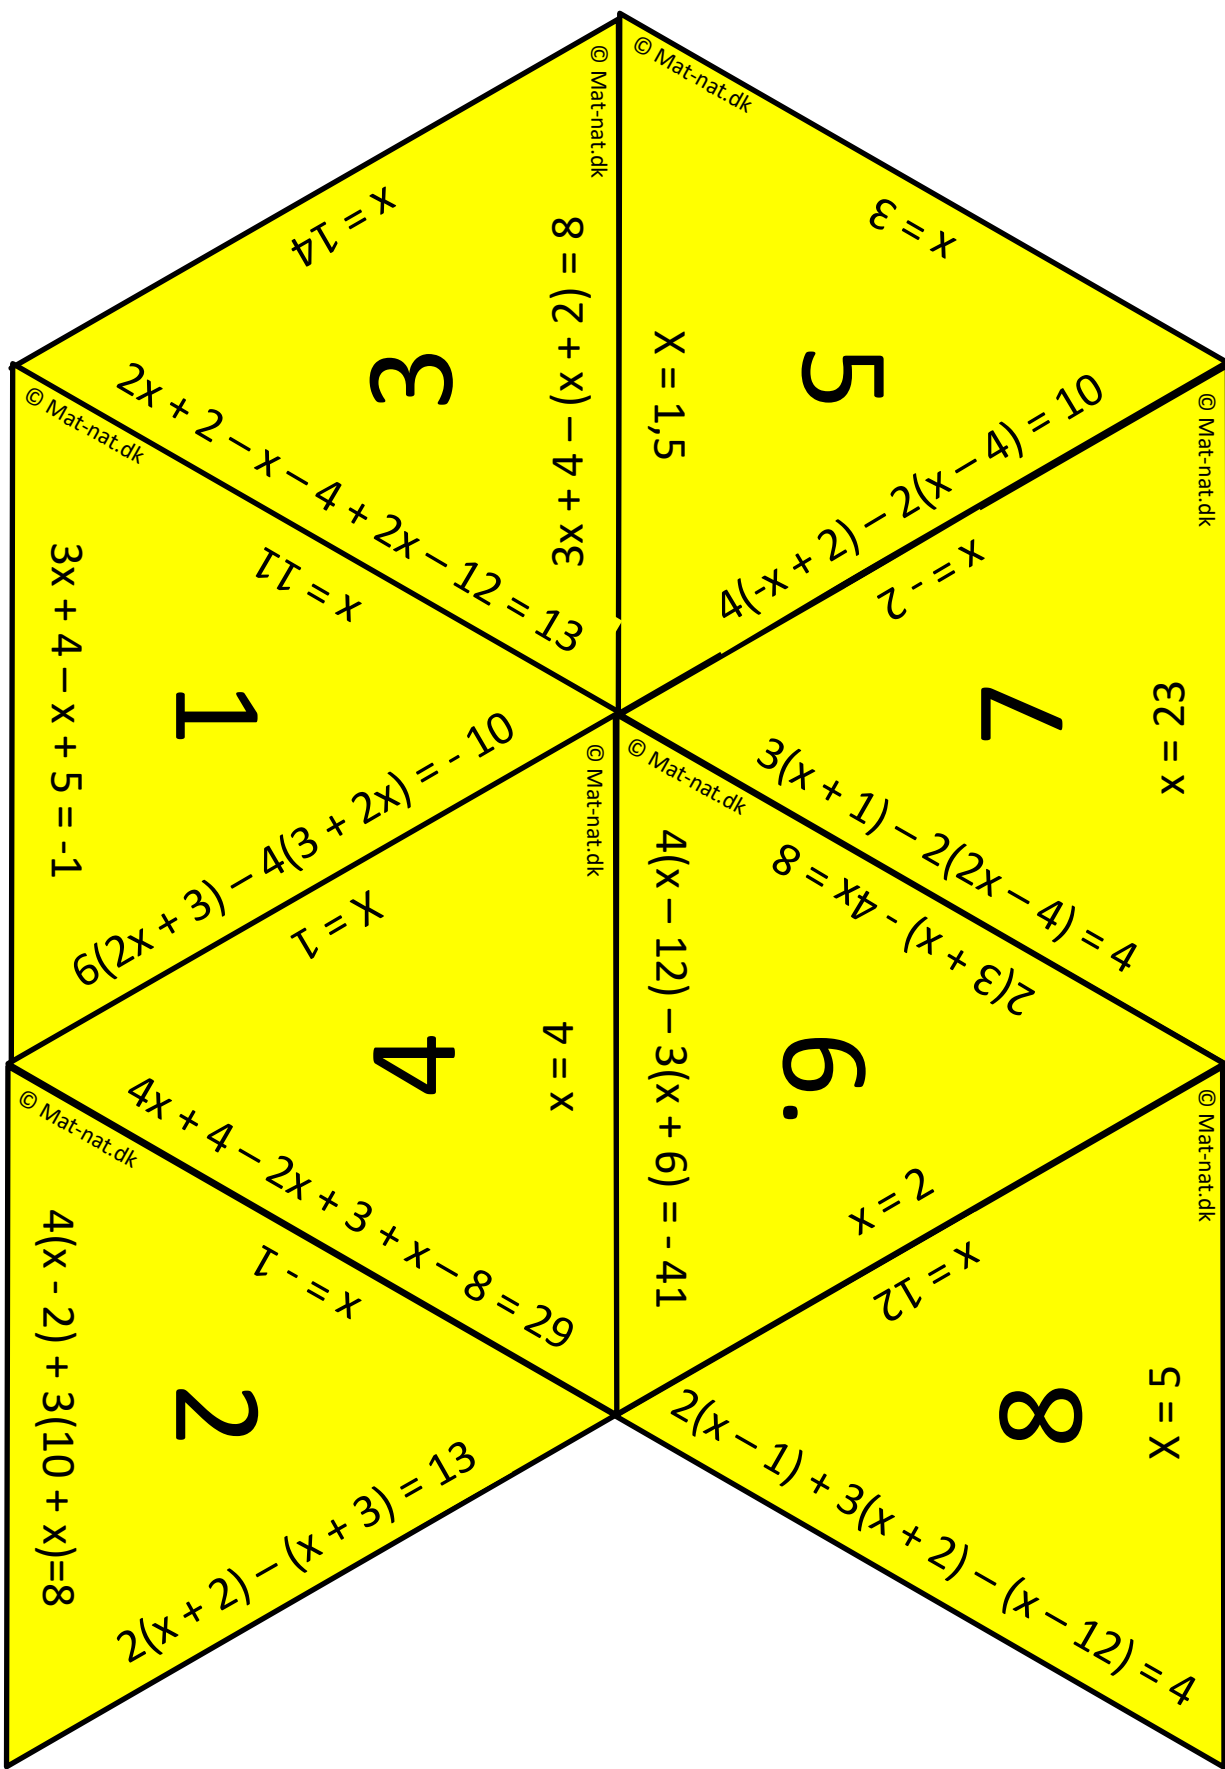 © Mat-nat.dk
x = 14
3
3x + 4 – (x + 2) = 8
2x + 2 – x – 4 + 2x – 12 = 13
© Mat-nat.dk
x = 3
X = 1,5
5
4(-x + 2) – 2(x – 4) = 10
© Mat-nat.dk
x = 11
3x + 4 – x + 5 = -1
1
6(2x + 3) – 4(3 + 2x) = - 10
© Mat-nat.dk
x = - 2
7
x = 23
3(x + 1) – 2(2x – 4) = 4
© Mat-nat.dk
X = 1
4
x = 4
4x + 4 – 2x + 3 + x – 8 = 29
© Mat-nat.dk
2(3 + x) - 4x = 8
4(x – 12) – 3(x + 6) = - 41
6.
x = 2
© Mat-nat.dk
x = - 1
4(x - 2) + 3(10 + x)=8
2
2(x + 2) – (x + 3) = 13
© Mat-nat.dk
x = 12
8
X = 5
2(x – 1) + 3(x + 2) – (x – 12) = 4